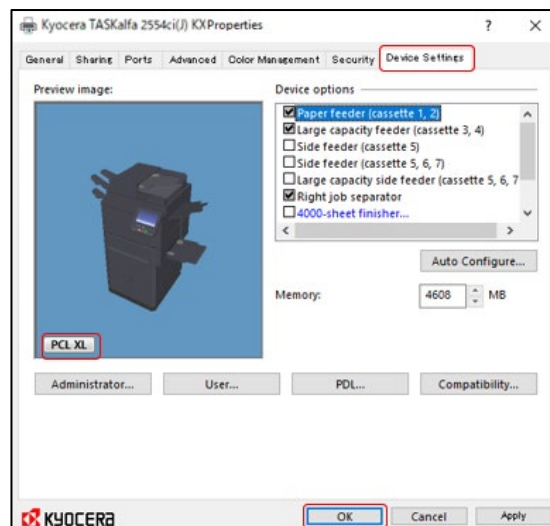 Kyocera TASKalfa 2554ci(J) KXProperties
General Sharing Ports Advanced Color Management Security Device Settings
Preview image:
Device options
Paper feeder (cassette 1, 2)
Large capacity feeder (cassette 3, 4)
Side feeder (cassette 5)
Side feeder (cassette 5, 6, 7)
Large capacity side feeder (cassette 5, 6, 7
Right job separator
4000-sheet finisher...
Auto Configure...
Memory: 4608 MB
PCL XL
Administrator... User... PDL... Compatibility...
KYOCERA
OK Cancel Apply